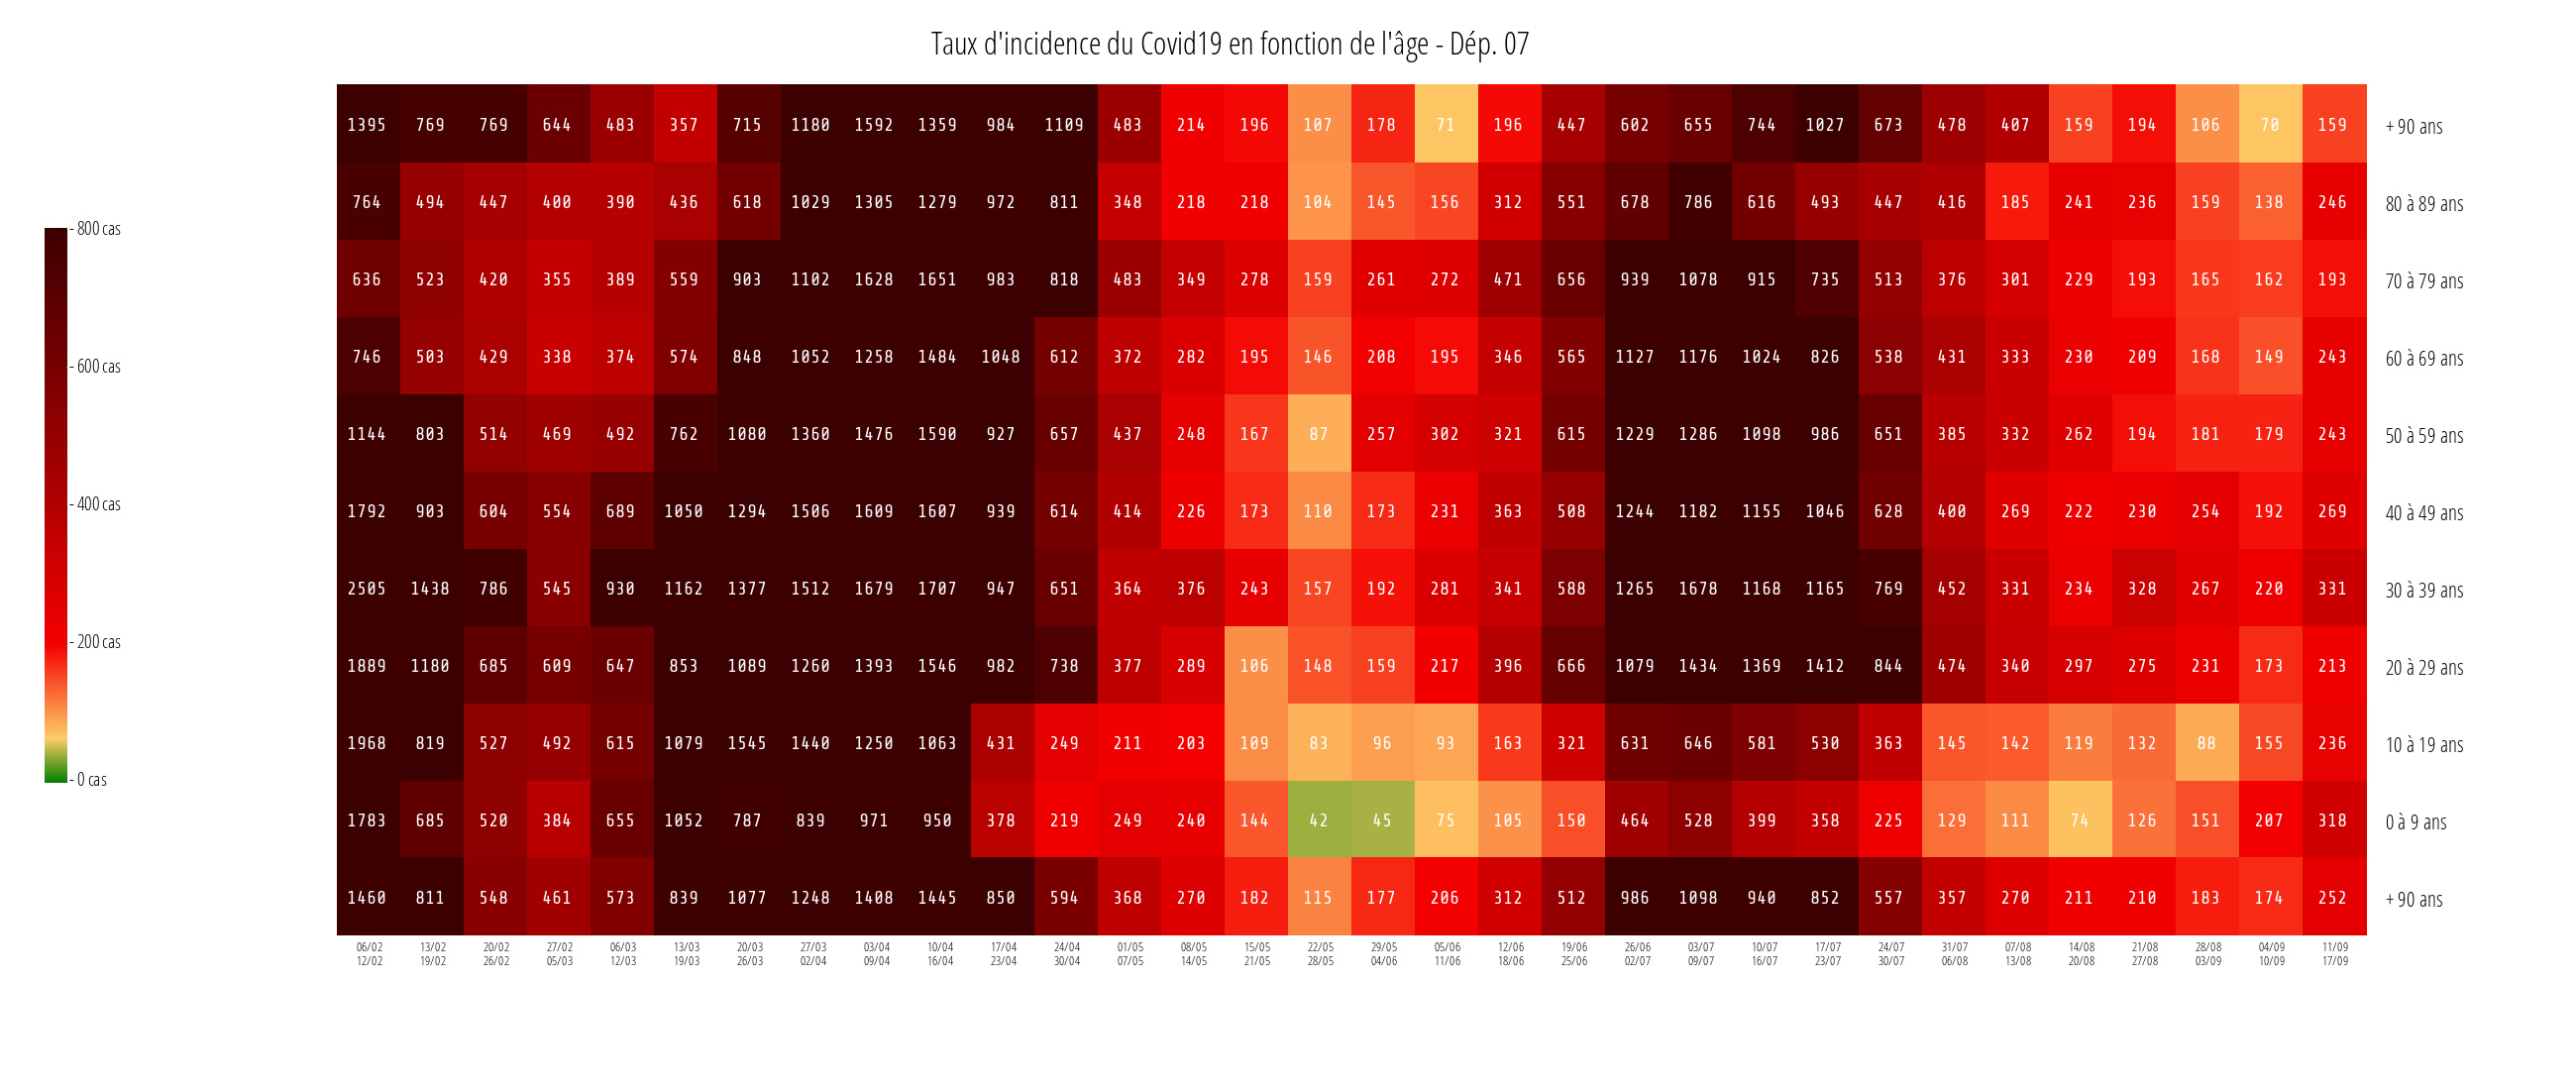 Taux d'incidence du Covid19 en fonction de l'âge - Dép. 07
- 800 cas
- 600 cas
- 400 cas
- 200 cas
- 0 cas
1395 769 769 644 483 357 715 1180 1592 1359 984 1109 483 214 196 107 178 71 196 447 602 655 744 1027 673 478 407 159 194 106 70 159 + 90 ans
764 494 447 400 390 436 618 1029 1305 1279 972 811 348 218 218 104 145 156 312 551 678 786 616 493 447 416 185 241 236 159 138 246 80 à 89 ans
636 523 420 355 389 559 903 1102 1628 1651 983 818 483 349 278 159 261 272 471 656 939 1078 915 735 513 376 301 229 193 165 162 193 70 à 79 ans
746 503 429 338 374 574 848 1052 1258 1484 1048 612 372 282 195 146 208 195 346 565 1127 1176 1024 826 538 431 333 230 209 168 149 243 60 à 69 ans
1144 803 514 469 492 762 1080 1360 1476 1590 927 657 437 248 167 87 257 302 321 615 1229 1286 1098 986 651 385 332 262 194 181 179 243 50 à 59 ans
1792 903 604 554 689 1050 1294 1506 1609 1607 939 614 414 226 173 110 173 231 363 508 1244 1182 1155 1046 628 400 269 222 230 254 192 269 40 à 49 ans
2505 1438 786 545 930 1162 1377 1512 1679 1707 947 651 364 376 243 157 192 281 341 588 1265 1678 1168 1165 769 452 331 234 328 267 220 331 30 à 39 ans
1889 1180 685 609 647 853 1089 1260 1393 1546 982 738 377 289 106 148 159 217 396 666 1079 1434 1369 1412 844 474 340 297 275 231 173 213 20 à 29 ans
1968 819 527 492 615 1079 1545 1440 1250 1063 431 249 211 203 109 83 96 93 163 321 631 646 581 530 363 145 142 119 132 88 155 236 10 à 19 ans
1783 685 520 384 655 1052 787 839 971 950 378 219 249 240 144 42 45 75 105 150 464 528 399 358 225 129 111 74 126 151 207 318 0 à 9 ans
1460 811 548 461 573 839 1077 1248 1408 1445 850 594 368 270 182 115 177 206 312 512 986 1098 940 852 557 357 270 211 210 183 174 252 + 90 ans
06/02 13/02 20/02 27/02 06/03 13/03 20/03 27/03 03/04 10/04 17/04 24/04 01/05 08/05 15/05 22/05 29/05 05/06 12/06 19/06 26/06 03/07 10/07 17/07 24/07 31/07 07/08 14/08 21/08 28/08 04/09 11/09
12/02 19/02 26/02 05/03 12/03 19/03 26/03 02/04 09/04 16/04 23/04 30/04 07/05 14/05 21/05 28/05 04/06 11/06 18/06 25/06 02/07 09/07 16/07 23/07 30/07 06/08 13/08 20/08 27/08 03/09 10/09 17/09